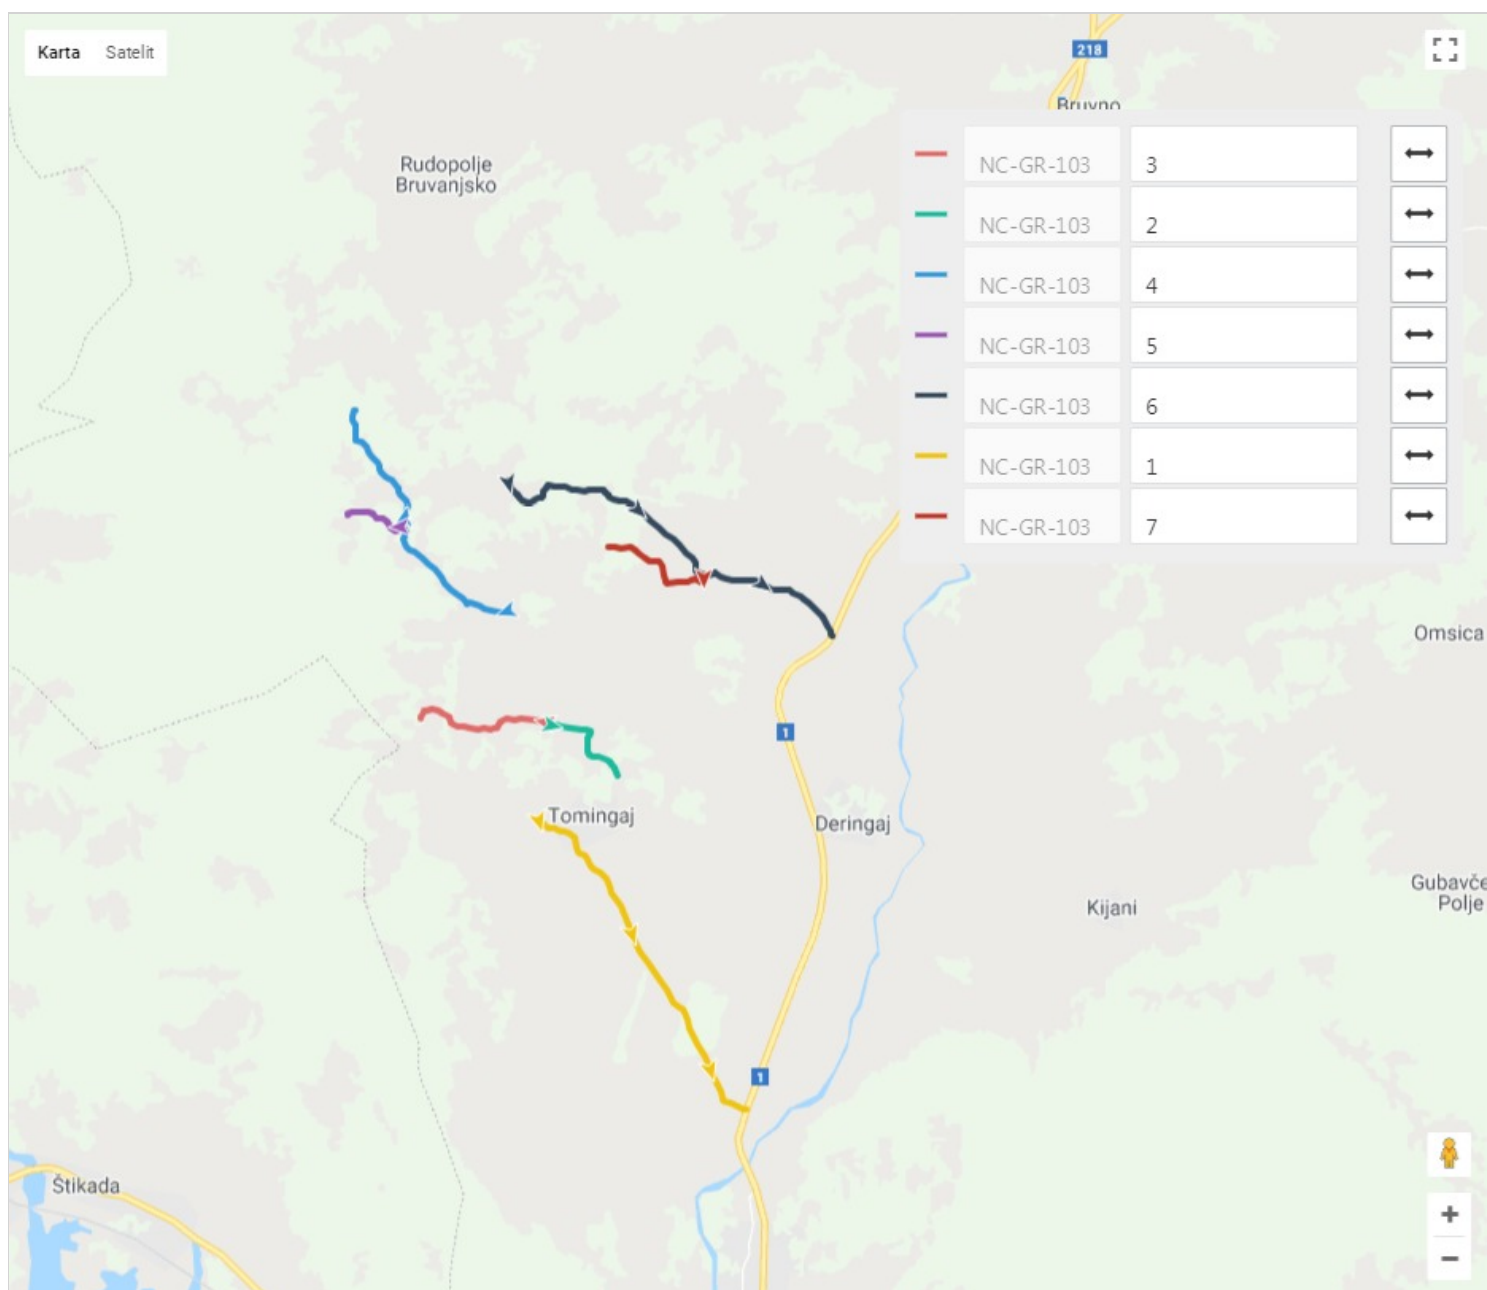 Karta Satelit
218
Bruvno
Rudopolje
Bruvanjsko
NC-GR-103 3
NC-GR-103 2
NC-GR-103 4
NC-GR-103 5
NC-GR-103 6
NC-GR-103 1
NC-GR-103 7
Omsica
1
Tomingaj
Deringaj
Gubavče
Polje
Kijani
1
Štikada
+
−